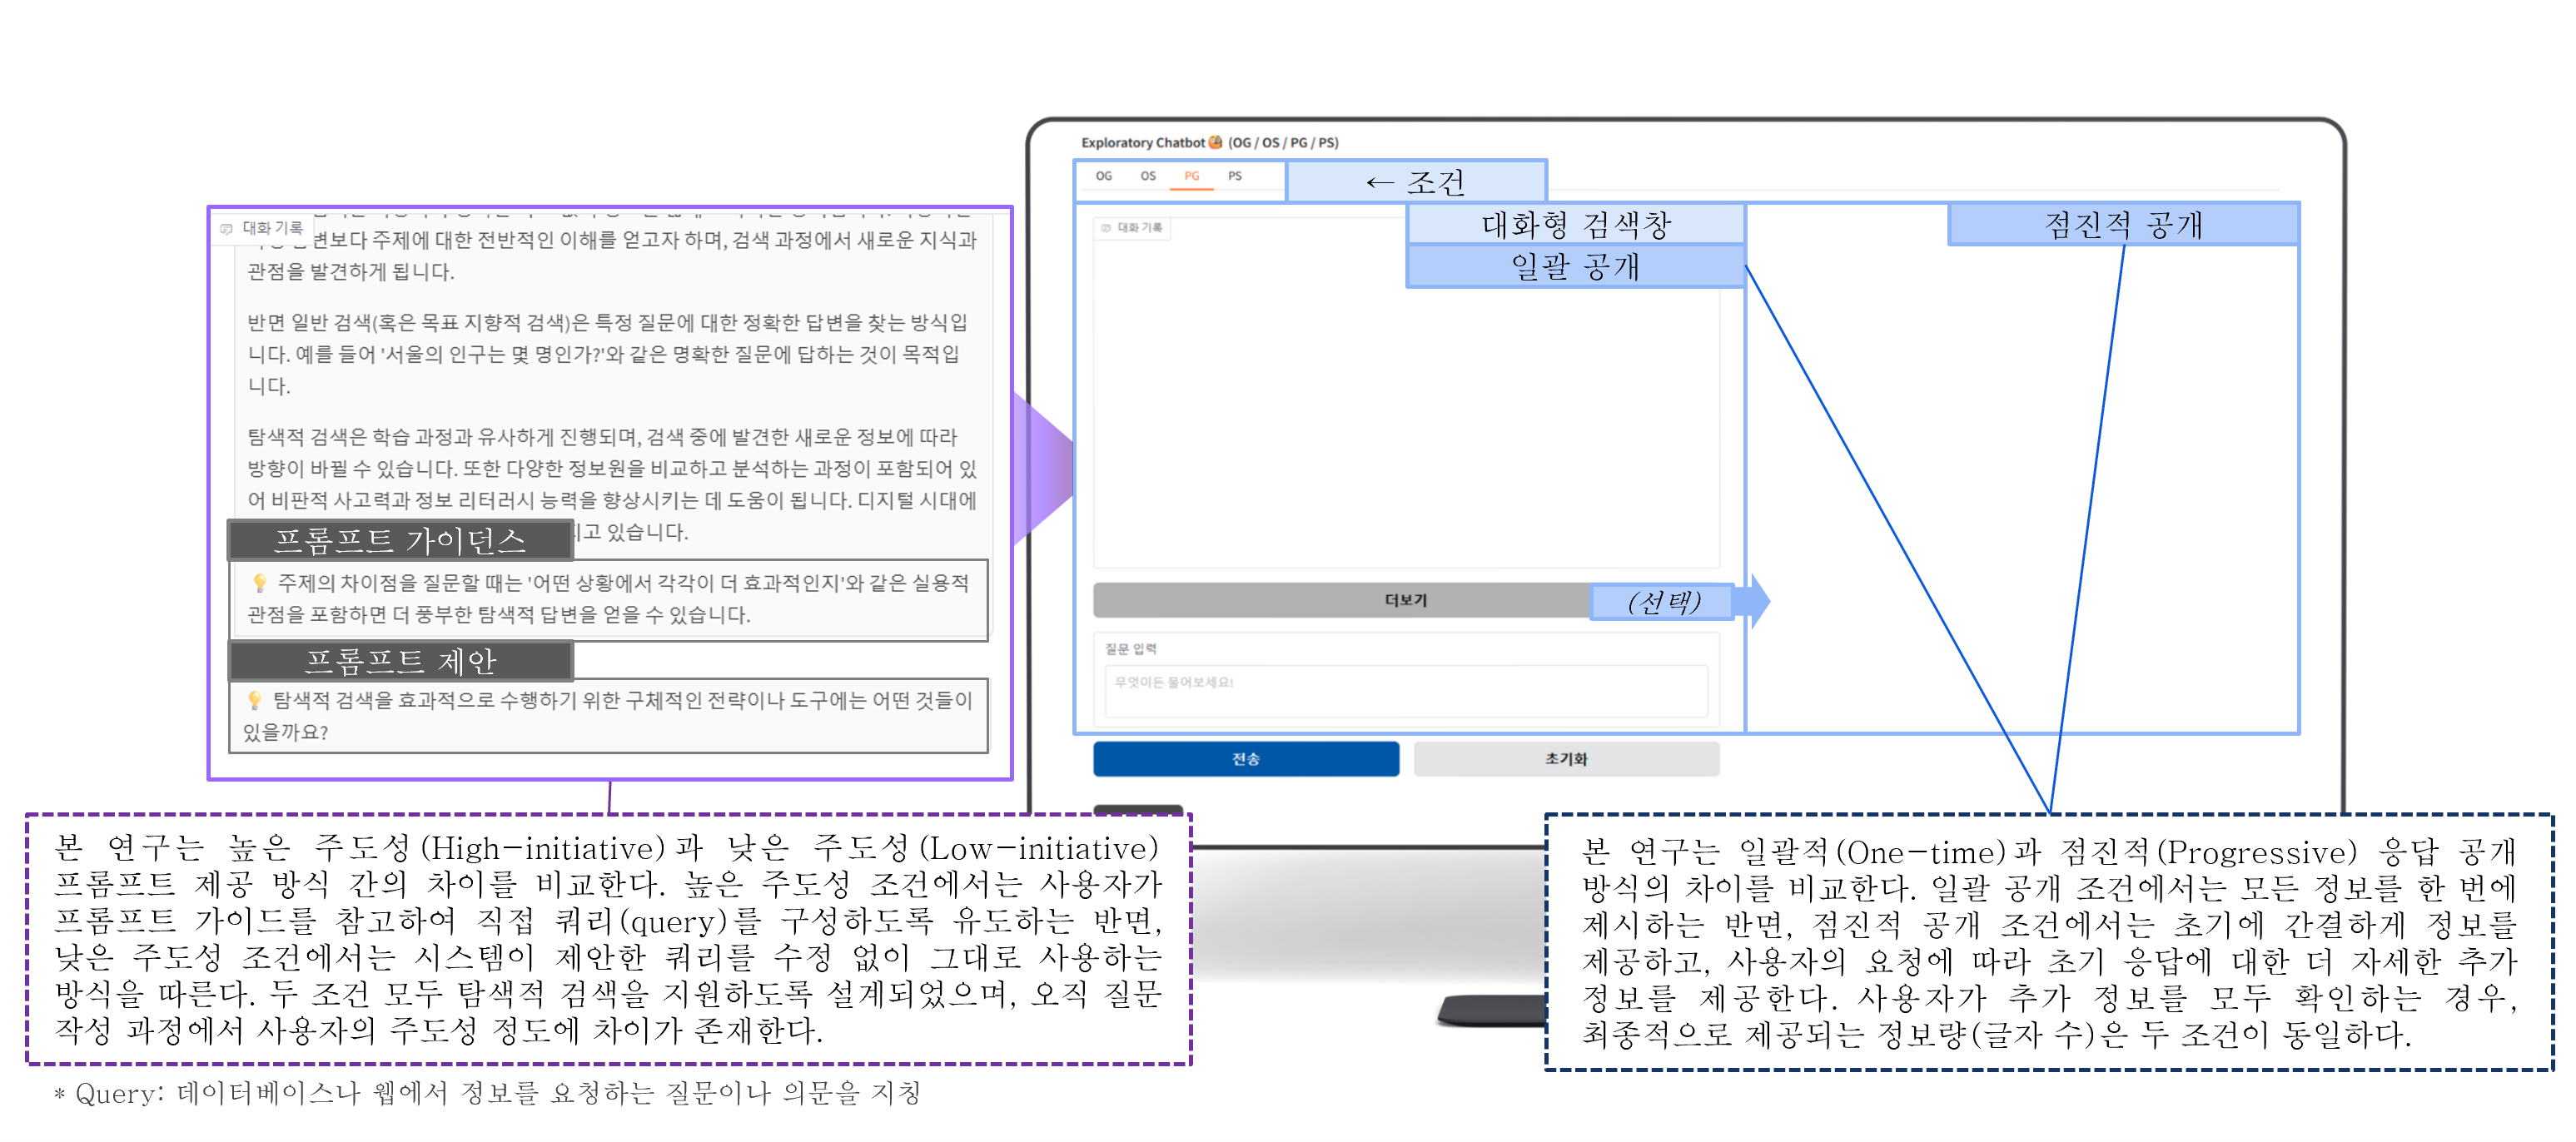 Exploratory Chatbot (OG / OS / PG / PS)
OG OS PG PS
← 조건
대화 기록
대화형 검색창
일괄 공개
점진적 공개
더보기
(선택)
질문 입력
무엇이든 물어보세요!
전송
초기화
대화 기록
변보다 주제에 대한 전반적인 이해를 얻고자 하며, 검색 과정에서 새로운 지식과
관점을 발견하게 됩니다.
반면 일반 검색(혹은 목표 지향적 검색)은 특정 질문에 대한 정확한 답변을 찾는 방식입
니다. 예를 들어 '서울의 인구는 몇 명인가?'와 같은 명확한 질문에 답하는 것이 목적입
니다.
탐색적 검색은 학습 과정과 유사하게 진행되며, 검색 중에 발견한 새로운 정보에 따라
방향이 바뀔 수 있습니다. 또한 다양한 정보원을 비교하고 분석하는 과정이 포함되어 있
어 비판적 사고력과 정보 리터러시 능력을 향상시키는 데 도움이 됩니다. 디지털 시대에
지고 있습니다.
프롬프트 가이던스
주제의 차이점을 질문할 때는 '어떤 상황에서 각각이 더 효과적인지'와 같은 실용적
관점을 포함하면 더 풍부한 탐색적 답변을 얻을 수 있습니다.
프롬프트 제안
탐색적 검색을 효과적으로 수행하기 위한 구체적인 전략이나 도구에는 어떤 것들이
있을까요?
본 연구는 높은 주도성(High-initiative)과 낮은 주도성(Low-initiative)
프롬프트 제공 방식 간의 차이를 비교한다. 높은 주도성 조건에서는 사용자가
프롬프트 가이드를 참고하여 직접 쿼리(query)를 구성하도록 유도하는 반면,
낮은 주도성 조건에서는 시스템이 제안한 쿼리를 수정 없이 그대로 사용하는
방식을 따른다. 두 조건 모두 탐색적 검색을 지원하도록 설계되었으며, 오직 질문
작성 과정에서 사용자의 주도성 정도에 차이가 존재한다.
* Query: 데이터베이스나 웹에서 정보를 요청하는 질문이나 의문을 지칭
본 연구는 일괄적(One-time)과 점진적(Progressive) 응답 공개
방식의 차이를 비교한다. 일괄 공개 조건에서는 모든 정보를 한 번에
제시하는 반면, 점진적 공개 조건에서는 초기에 간결하게 정보를
제공하고, 사용자의 요청에 따라 초기 응답에 대한 더 자세한 추가
정보를 제공한다. 사용자가 추가 정보를 모두 확인하는 경우,
최종적으로 제공되는 정보량(글자 수)은 두 조건이 동일하다.